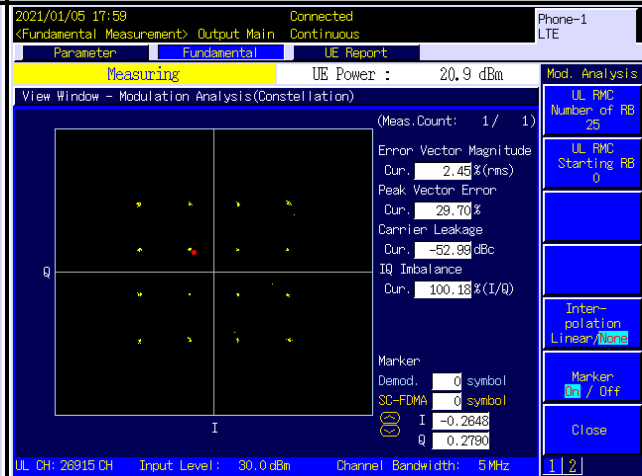 2021/01/05 17:59 Connected Phone-1
<Fundamental Measurement> Output Main Continuous LTE
Parameter Fundamental UE Report
Measuring UE Power : 20.9 dBm Mod. Analysis
View Window - Modulation Analysis(Constellation)
UL RMC
Number of RB
25
(Meas.Count: 1/ 1)
Error Vector Magnitude
Cur. 2.45 %(rms)
Peak Vector Error
Cur. 29.70 %
Carrier Leakage
Cur. -52.99 dBc
IQ Imbalance
Cur. 100.18 %(I/Q)
UL RMC
Starting RB
0
Q
I
Inter-
polation
Linear/None
Marker
Demod. 0 symbol
SC-FDMA 0 symbol
I -0.2648
Q 0.2790
Marker
On / Off
Close
UL CH: 26915 CH Input Level: 30.0 dBm Channel Bandwidth: 5 MHz
1 2